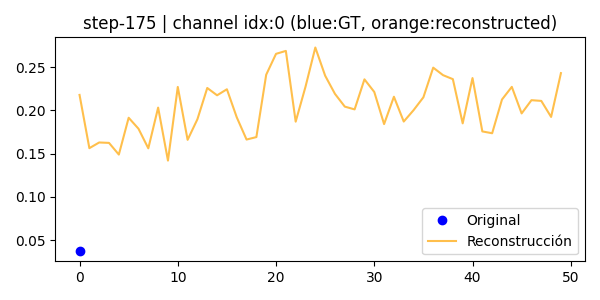 step-175 | channel idx:0 (blue:GT, orange:reconstructed)
0.25
0.20
0.15
0.10
0.05
Original
Reconstrucción
0 10 20 30 40 50